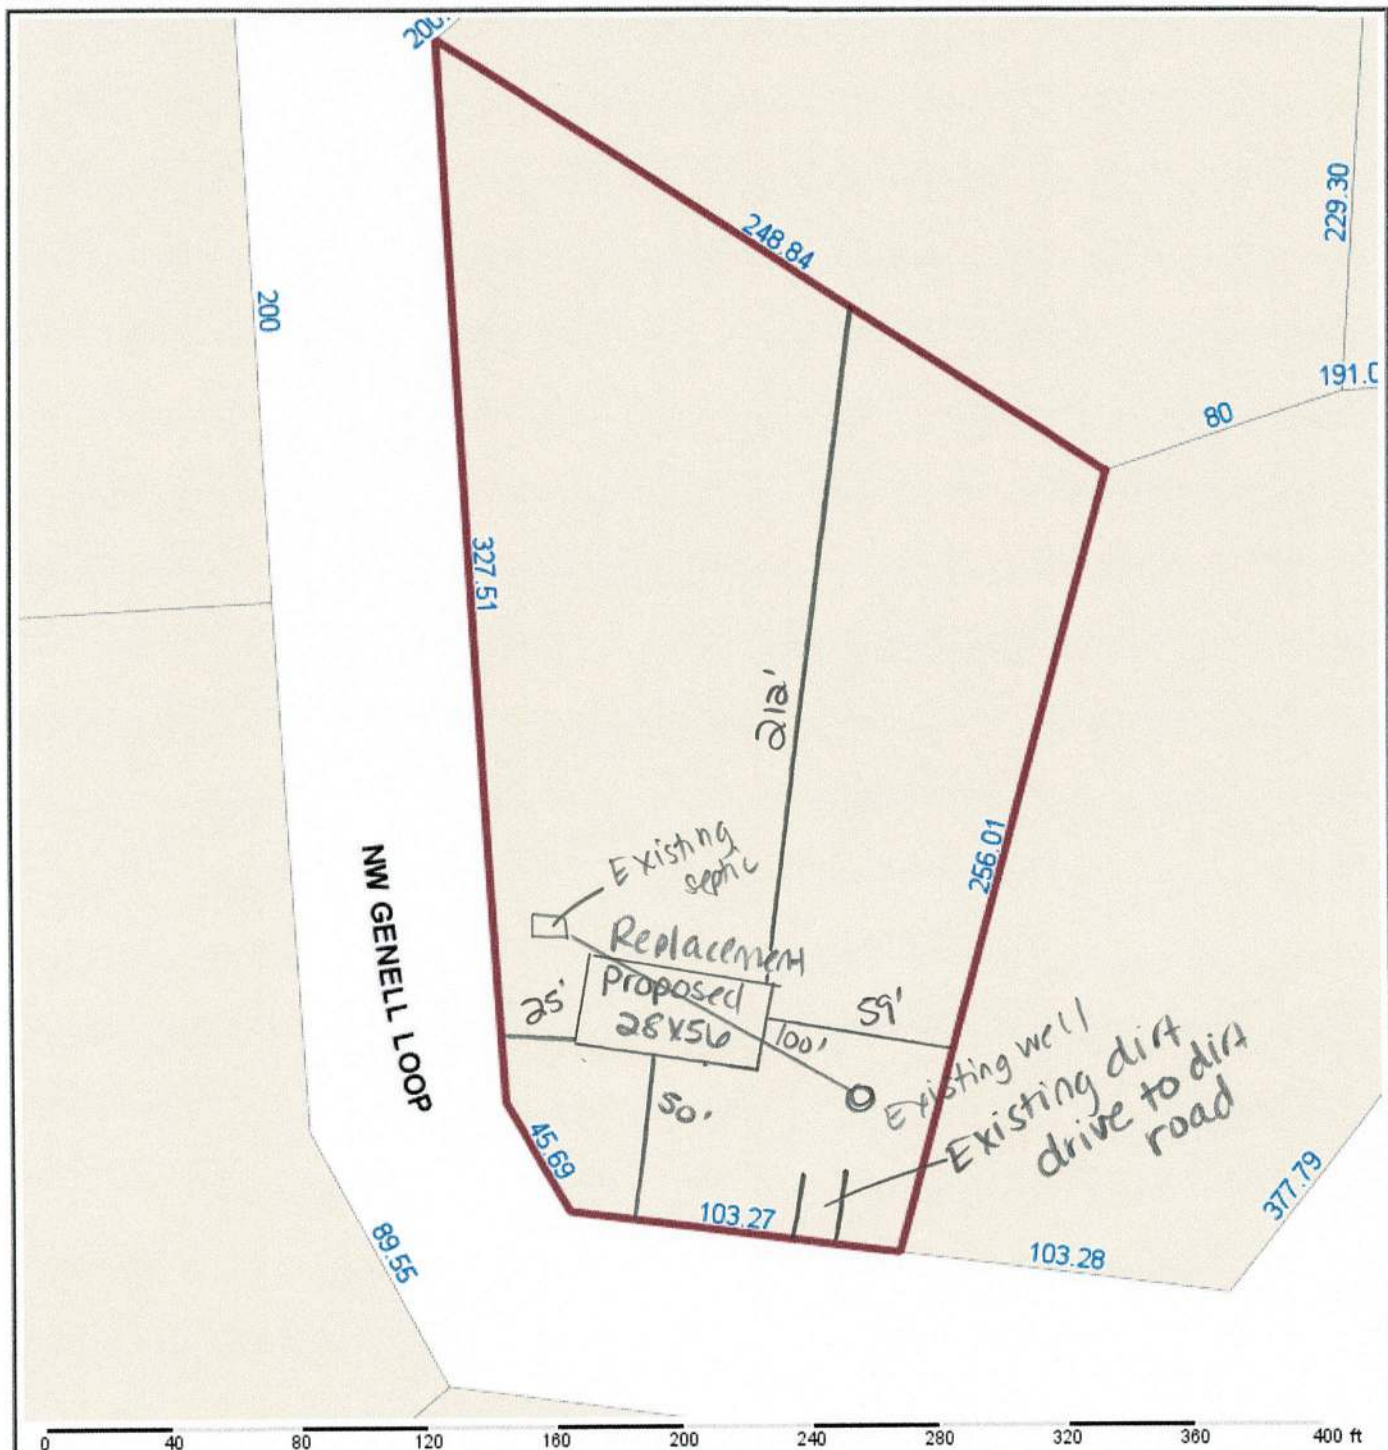 200.
248.84
229.30
200
191.0
80
327.51
212'
256.01
NW GENELL LOOP
Existing
septic
Replacement
Proposed
28x56
25'
59'
100'
Existing well
Existing dirt
drive to dirt
road
50'
45.69
103.27
103.28
377.79
89.55
0 40 80 120 160 200 240 280 320 360 400 ft